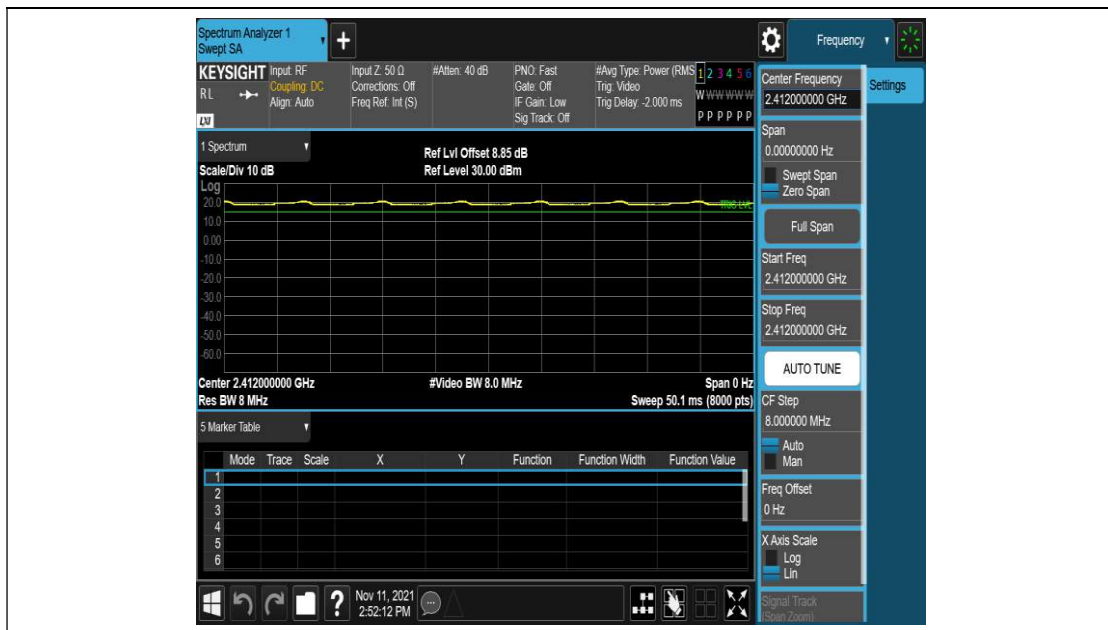 Spectrum Analyzer 1
Swept SA
+
Frequency
KEYSIGHT
RL
LXI
Input: RF
Coupling: DC
Align: Auto
Input Z: 50 Ω
Corrections: Off
Freq Ref: Int (S)
#Atten: 40 dB
PNO: Fast
Gate: Off
IF Gain: Low
Sig Track: Off
#Avg Type: Power (RMS
Trig: Video
Trig Delay: -2.000 ms
1 2 3 4 5 6
W W W W W W
P P P P P P
1 Spectrum
Scale/Div 10 dB
Ref Lvl Offset 8.85 dB
Ref Level 30.00 dBm
Log
20.0
TRIG LVL
10.0
0.00
-10.0
-20.0
-30.0
-40.0
-50.0
-60.0
Center 2.412000000 GHz
#Video BW 8.0 MHz
Span 0 Hz
Res BW 8 MHz
Sweep 50.1 ms (8000 pts)
5 Marker Table
Mode Trace Scale X Y Function Function Width Function Value
1
2
3
4
5
6
?
Nov 11, 2021
2:52:12 PM
Center Frequency
2.412000000 GHz
Span
0.00000000 Hz
Swept Span
Zero Span
Full Span
Start Freq
2.412000000 GHz
Stop Freq
2.412000000 GHz
AUTO TUNE
CF Step
8.000000 MHz
Auto
Man
Freq Offset
0 Hz
X Axis Scale
Log
Lin
Signal Track
(Span Zoom)
Settings